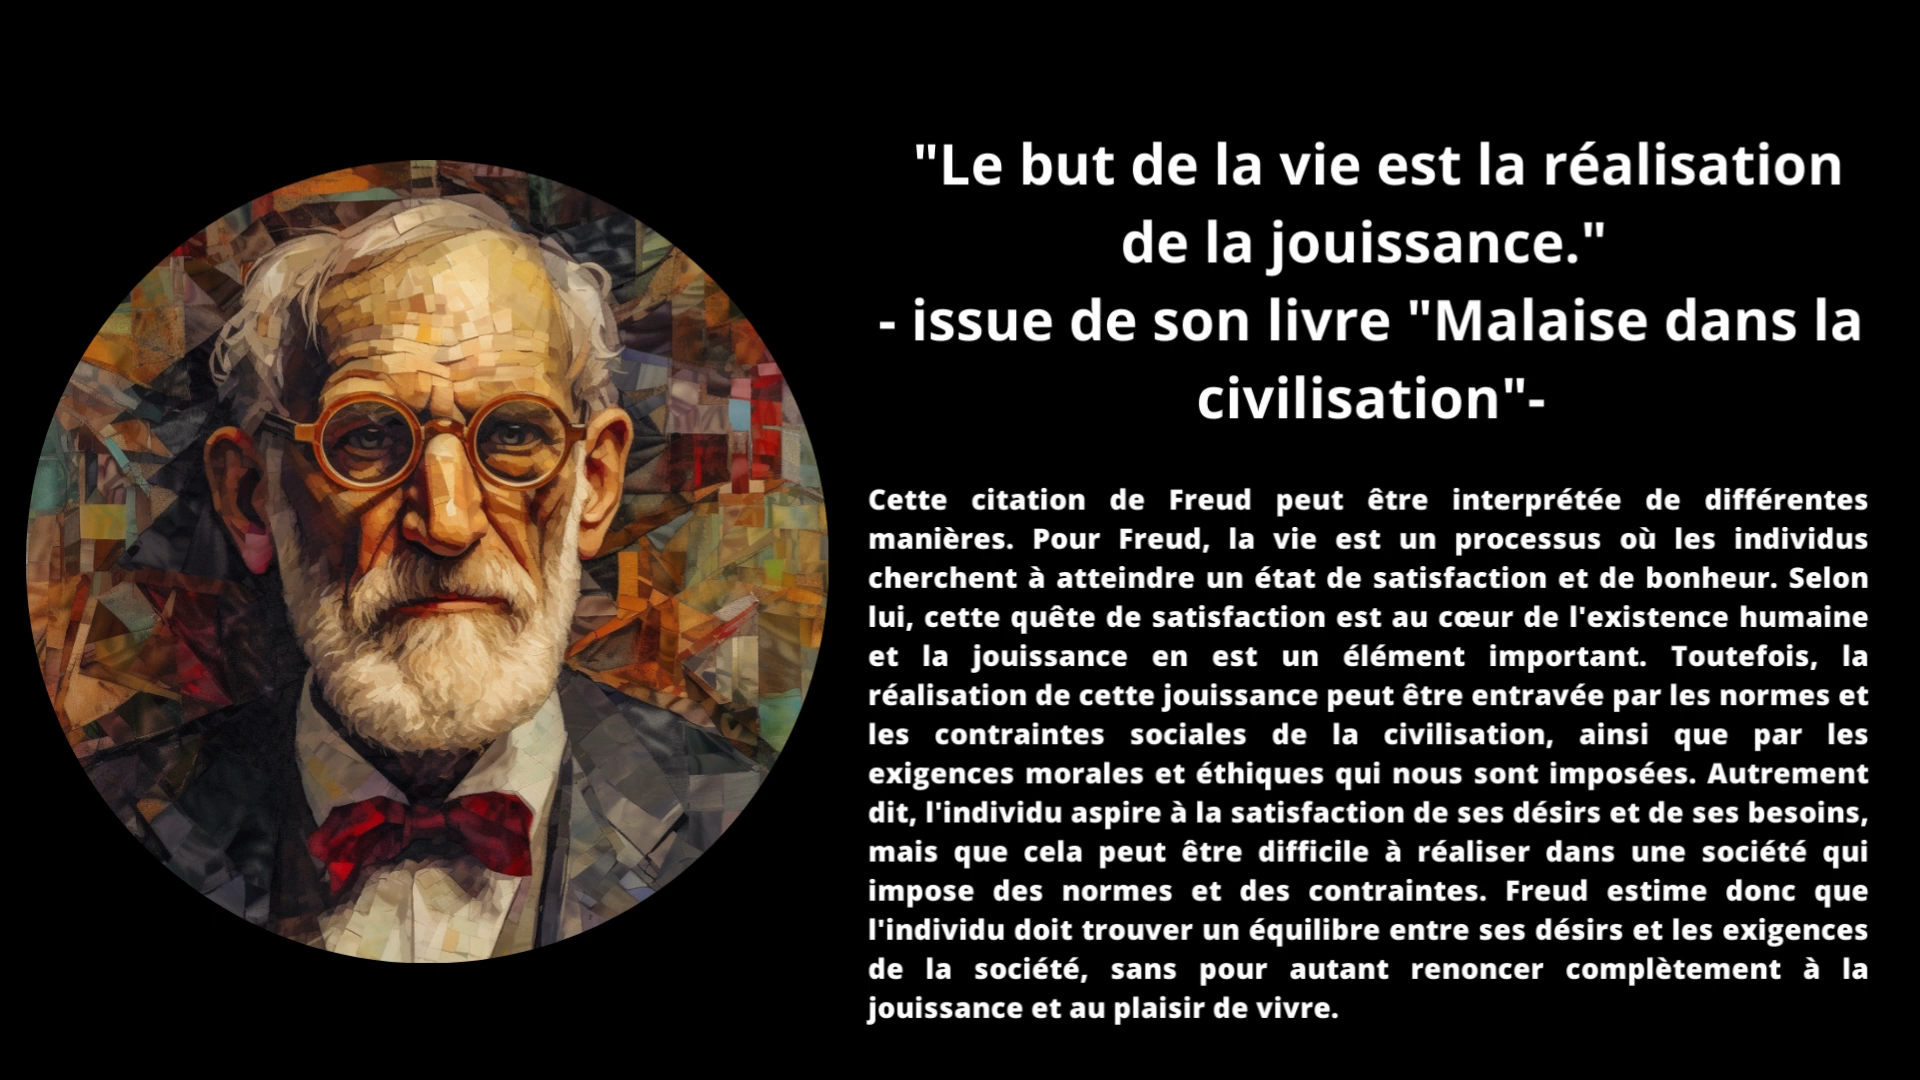 "Le but de la vie est la réalisation
de la jouissance."
- issue de son livre "Malaise dans la
civilisation"-
Cette citation de Freud peut être interprétée de différentes
manières. Pour Freud, la vie est un processus où les individus
cherchent à atteindre un état de satisfaction et de bonheur. Selon
lui, cette quête de satisfaction est au cœur de l'existence humaine
et la jouissance en est un élément important. Toutefois, la
réalisation de cette jouissance peut être entravée par les normes et
les contraintes sociales de la civilisation, ainsi que par les
exigences morales et éthiques qui nous sont imposées. Autrement
dit, l'individu aspire à la satisfaction de ses désirs et de ses besoins,
mais que cela peut être difficile à réaliser dans une société qui
impose des normes et des contraintes. Freud estime donc que
l'individu doit trouver un équilibre entre ses désirs et les exigences
de la société, sans pour autant renoncer complètement à la
jouissance et au plaisir de vivre.